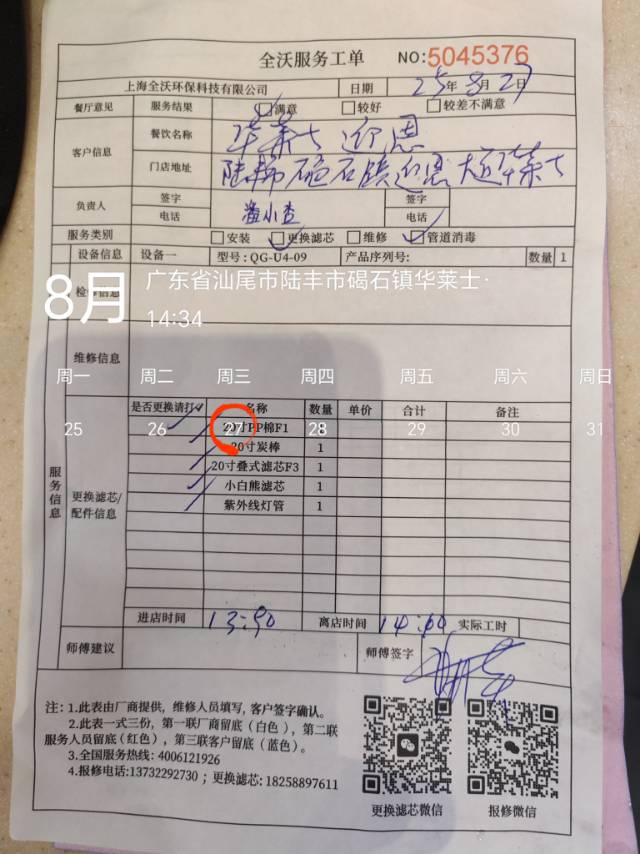 全沃服务工单
NO:5045376
上海全沃环保科技有限公司 日期 25年8月27日
餐厅意见 服务结果 满意 较好 较差不满意
客户信息 餐饮名称 华莱士 迎恩
门店地址 陆丰 碣石镇迎恩大道华莱士
负责人 签字 签字
电话 电话
服务类别 安装 更换滤芯 维修 管道消毒
设备信息 设备一 型号:QG-U4-09 产品序列号: 数量 1
检修信息
8月 广东省汕尾市陆丰市碣石镇华莱士·
14:34
维修信息
周一 周二 周三 周四 周五 周六 周日
是否更换请打√ 名称 数量 单价 合计 备注
25 26 27 28 29 30 31
20寸PP棉F1 1
20寸炭棒 1
20寸叠式滤芯F3 1
小白熊滤芯 1
紫外线灯管 1
服务信息
更换滤芯/
配件信息
进店时间 13:50 离店时间 14:00 实际工时
师傅建议 师傅签字
注：1.此表由厂商提供，维修人员填写，客户签字确认。
2.此表一式三份，第一联厂商留底（白色），第二联
服务人员留底(红色），第三联客户留底（蓝色）。
3.全国服务热线: 4006121926
4.报修电话:13732292730；更换滤芯: 18258897611
更换滤芯微信 报修微信